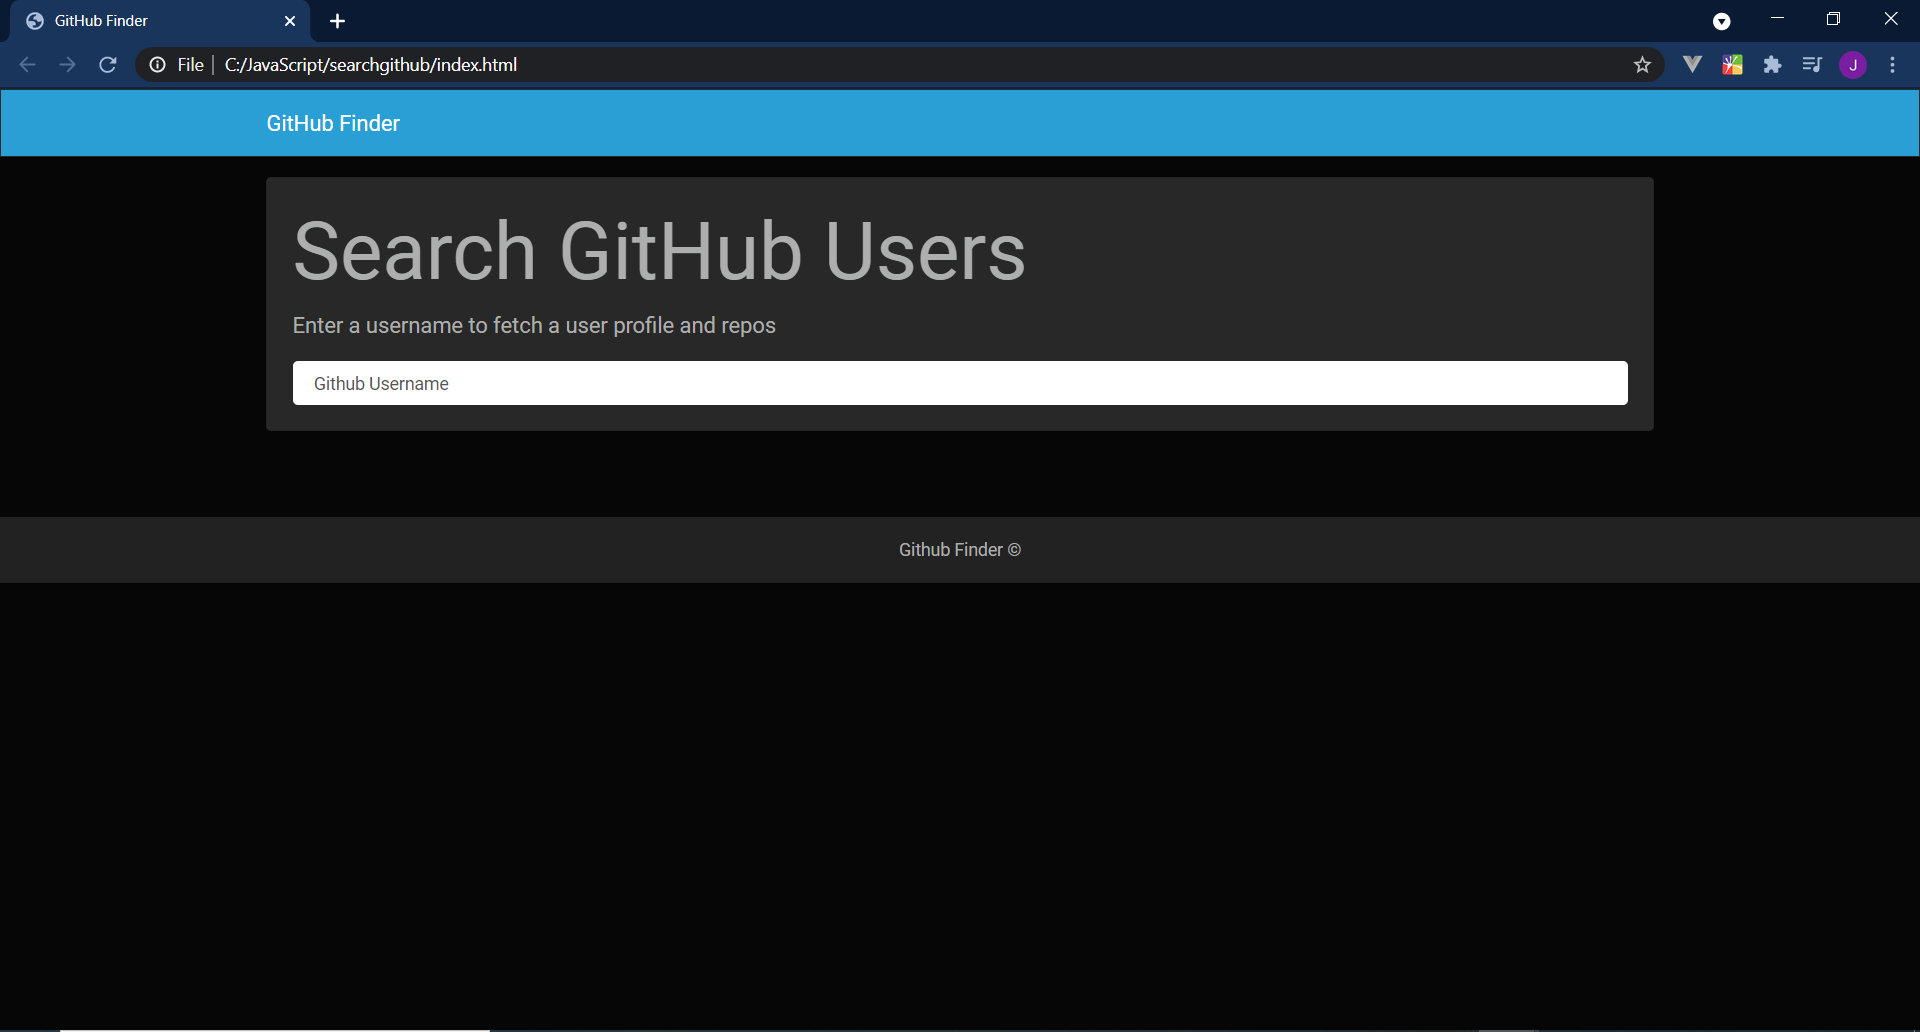 GitHub Finder
File | C:/JavaScript/searchgithub/index.html
J
GitHub Finder
Search GitHub Users
Enter a username to fetch a user profile and repos
Github Username
Github Finder ©